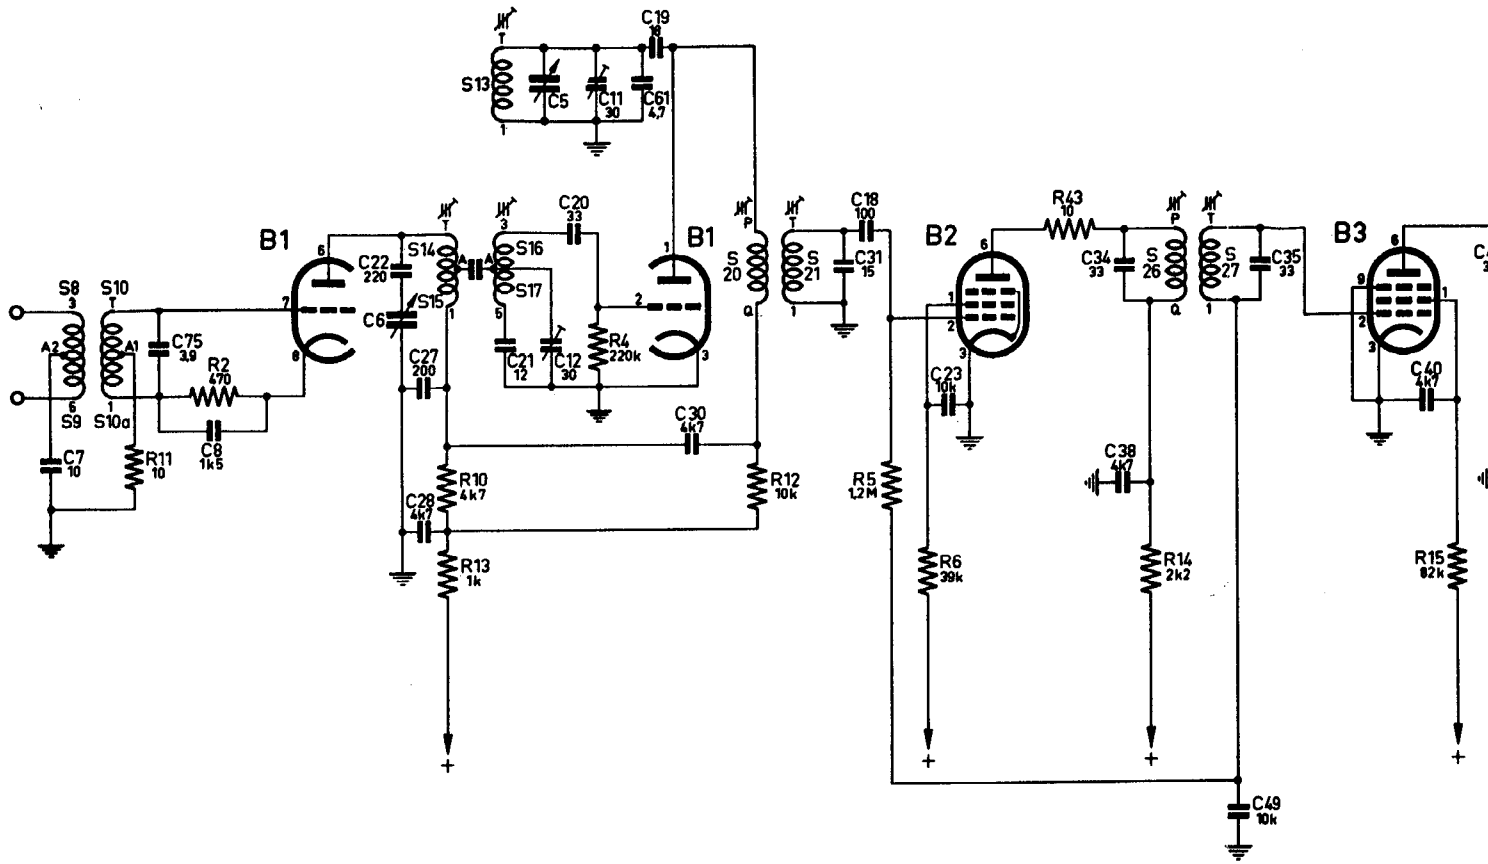 T
S13
1
C5
C11
30
C61
4,7
C19
18
B1
6
7
8
S8
3
A2
6
S9
S10
T
A1
1
S10a
C75
3,9
R2
470
C8
1k5
C7
10
R11
10
C22
220
C6
C27
200
C28
4k7
T
S14
S15
1
A
A
3
S16
S17
5
C20
33
C21
12
C12
30
R4
220k
B1
1
2
3
C30
4k7
R10
4k7
R13
1k
+
R12
10k
P
S
20
Q
T
S
21
1
C18
100
C31
15
R5
1,2M
B2
6
1
2
3
C23
10k
R6
39k
+
R43
10
C34
33
P
S
26
Q
T
S
27
1
C35
33
C38
4k7
R14
2k2
+
C49
10k
B3
6
9
2
1
3
C40
4k7
R15
82k
+